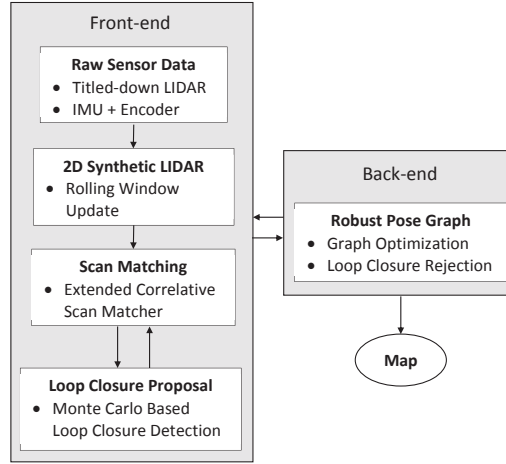 Front-end
Raw Sensor Data
• Titled-down LIDAR
• IMU + Encoder
2D Synthetic LIDAR
• Rolling Window
Update
Scan Matching
• Extended Correlative
Scan Matcher
Loop Closure Proposal
• Monte Carlo Based
Loop Closure Detection
Back-end
Robust Pose Graph
• Graph Optimization
• Loop Closure Rejection
Map